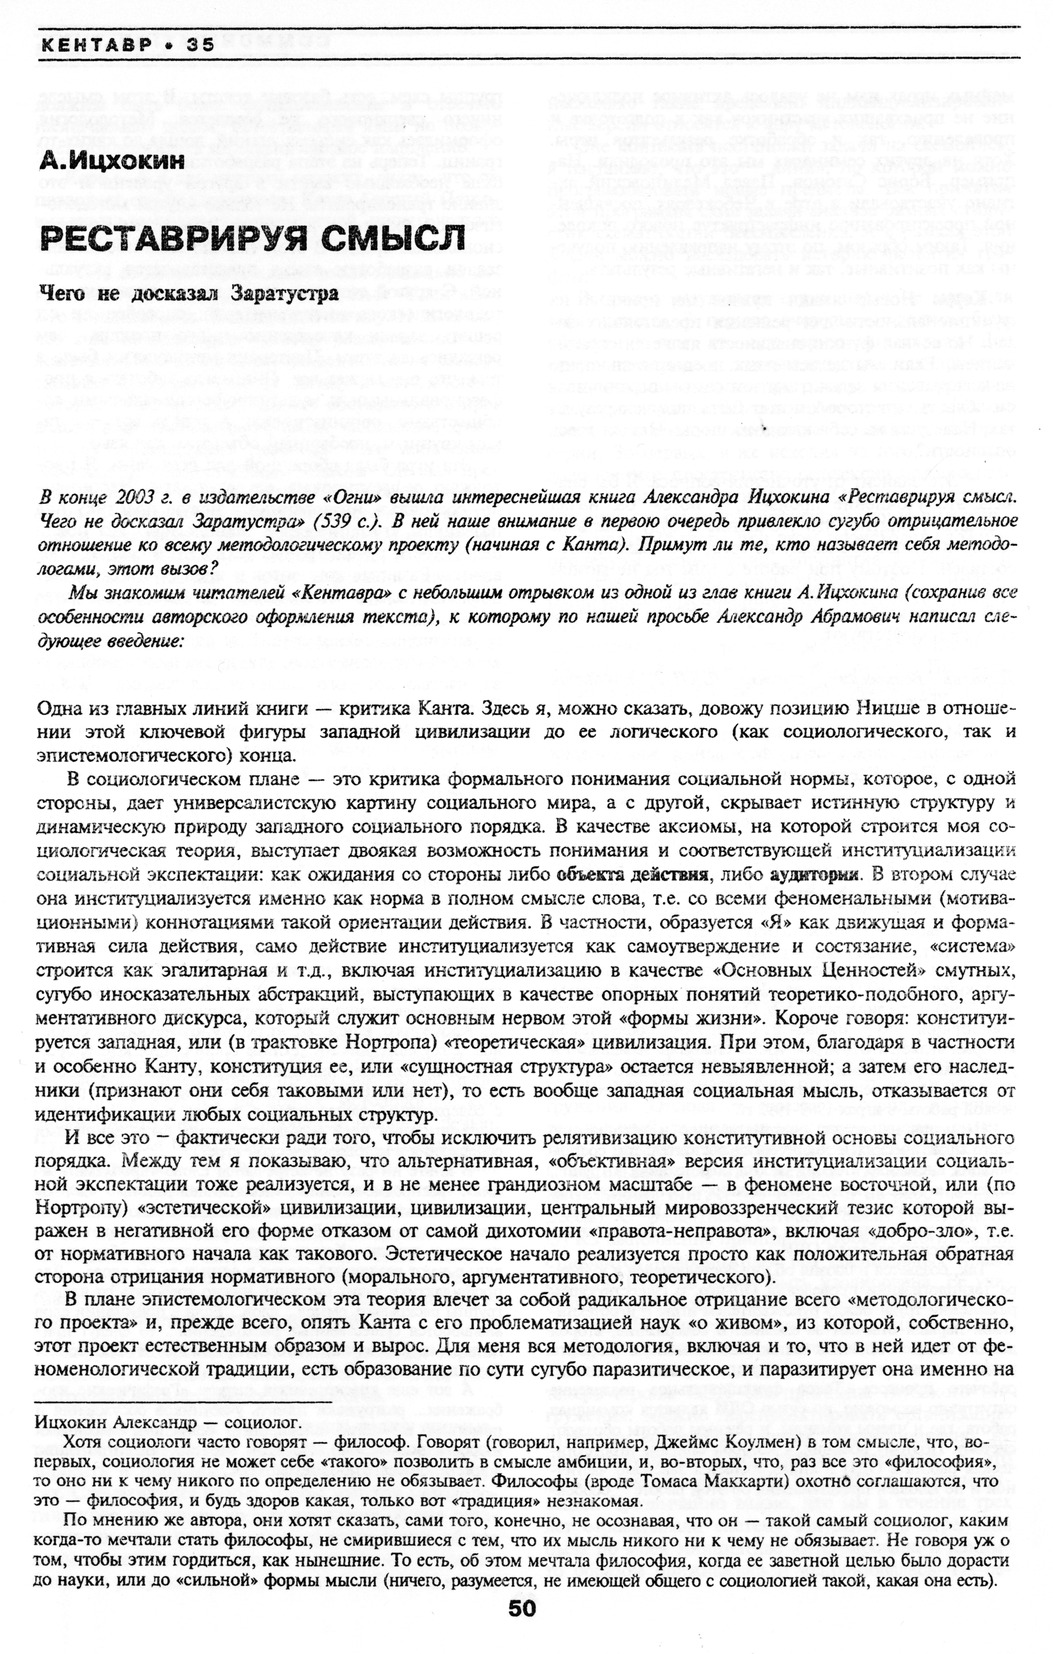 КЕНТАВР • 35
А.Ицхокин
РЕСТАВРИРУЯ СМЫСЛ
Чего не досказал Заратустра
В конце 2003 г. в издательстве «Огни» вышла интереснейшая книга Александра Ицхокина «Реставрируя смысл.
Чего не досказал Заратустра» (539 с.). В ней наше внимание в первою очередь привлекло сугубо отрицательное
отношение ко всему методологическому проекту (начиная с Канта). Примут ли те, кто называет себя методо-
логами, этот вызов?
Мы знакомим читателей «Кентавра» с небольшим отрывком из одной из глав книги А.Ицхокина (сохранив все
особенности авторского оформления текста), к которому по нашей просьбе Александр Абрамович написал сле-
дующее введение:
Одна из главных линий книги — критика Канта. Здесь я, можно сказать, довожу позицию Ницше в отноше-
нии этой ключевой фигуры западной цивилизации до ее логического (как социологического, так и
эпистемологического) конца.
В социологическом плане — это критика формального понимания социальной нормы, которое, с одной
стороны, дает универсалистскую картину социального мира, а с другой, скрывает истинную структуру и
динамическую природу западного социального порядка. В качестве аксиомы, на которой строится моя со-
циологическая теория, выступает двоякая возможность понимания и соответствующей институциализации
социальной экспектации: как ожидания со стороны либо объекта действия, либо аудитории. В втором случае
она институциализуется именно как норма в полном смысле слова, т.е. со всеми феноменальными (мотива-
ционными) коннотациями такой ориентации действия. В частности, образуется «Я» как движущая и форма-
тивная сила действия, само действие институциализуется как самоутверждение и состязание, «система»
строится как эгалитарная и т.д., включая институциализацию в качестве «Основных Ценностей» смутных,
сугубо иносказательных абстракций, выступающих в качестве опорных понятий теоретико-подобного, аргу-
ментативного дискурса, который служит основным нервом этой «формы жизни». Короче говоря: конституи-
руется западная, или (в трактовке Нортропа) «теоретическая» цивилизация. При этом, благодаря в частности
и особенно Канту, конституция ее, или «сущностная структура» остается невыявленной; а затем его наслед-
ники (признают они себя таковыми или нет), то есть вообще западная социальная мысль, отказывается от
идентификации любых социальных структур.
И все это – фактически ради того, чтобы исключить релятивизацию конститутивной основы социального
порядка. Между тем я показываю, что альтернативная, «объективная» версия институциализации социаль-
ной экспектации тоже реализуется, и в не менее грандиозном масштабе — в феномене восточной, или (по
Нортропу) «эстетической» цивилизации, цивилизации, центральный мировоззренческий тезис которой вы-
ражен в негативной его форме отказом от самой дихотомии «правота-неправота», включая «добро-зло», т.е.
от нормативного начала как такового. Эстетическое начало реализуется просто как положительная обратная
сторона отрицания нормативного (морального, аргументативного, теоретического).
В плане эпистемологическом эта теория влечет за собой радикальное отрицание всего «методологическо-
го проекта» и, прежде всего, опять Канта с его проблематизацией наук «о живом», из которой, собственно,
этот проект естественным образом и вырос. Для меня вся методология, включая и то, что в ней идет от фе-
номенологической традиции, есть образование по сути сугубо паразитическое, и паразитирует она именно на
Ицхокин Александр — социолог.
Хотя социологи часто говорят — философ. Говорят (говорил, например, Джеймс Коулмен) в том смысле, что, во-
первых, социология не может себе «такого» позволить в смысле амбиции, и, во-вторых, что, раз все это «философия»,
то оно ни к чему никого по определению не обязывает. Философы (вроде Томаса Маккарти) охотно соглашаются, что
это — философия, и будь здоров какая, только вот «традиция» незнакомая.
По мнению же автора, они хотят сказать, сами того, конечно, не осознавая, что он — такой самый социолог, каким
когда-то мечтали стать философы, не смирившиеся с тем, что их мысль никого ни к чему не обязывает. Не говоря уж о
том, чтобы этим гордиться, как нынешние. То есть, об этом мечтала философия, когда ее заветной целью было дорасти
до науки, или до «сильной» формы мысли (ничего, разумеется, не имеющей общего с социологией такой, какая она есть).
50